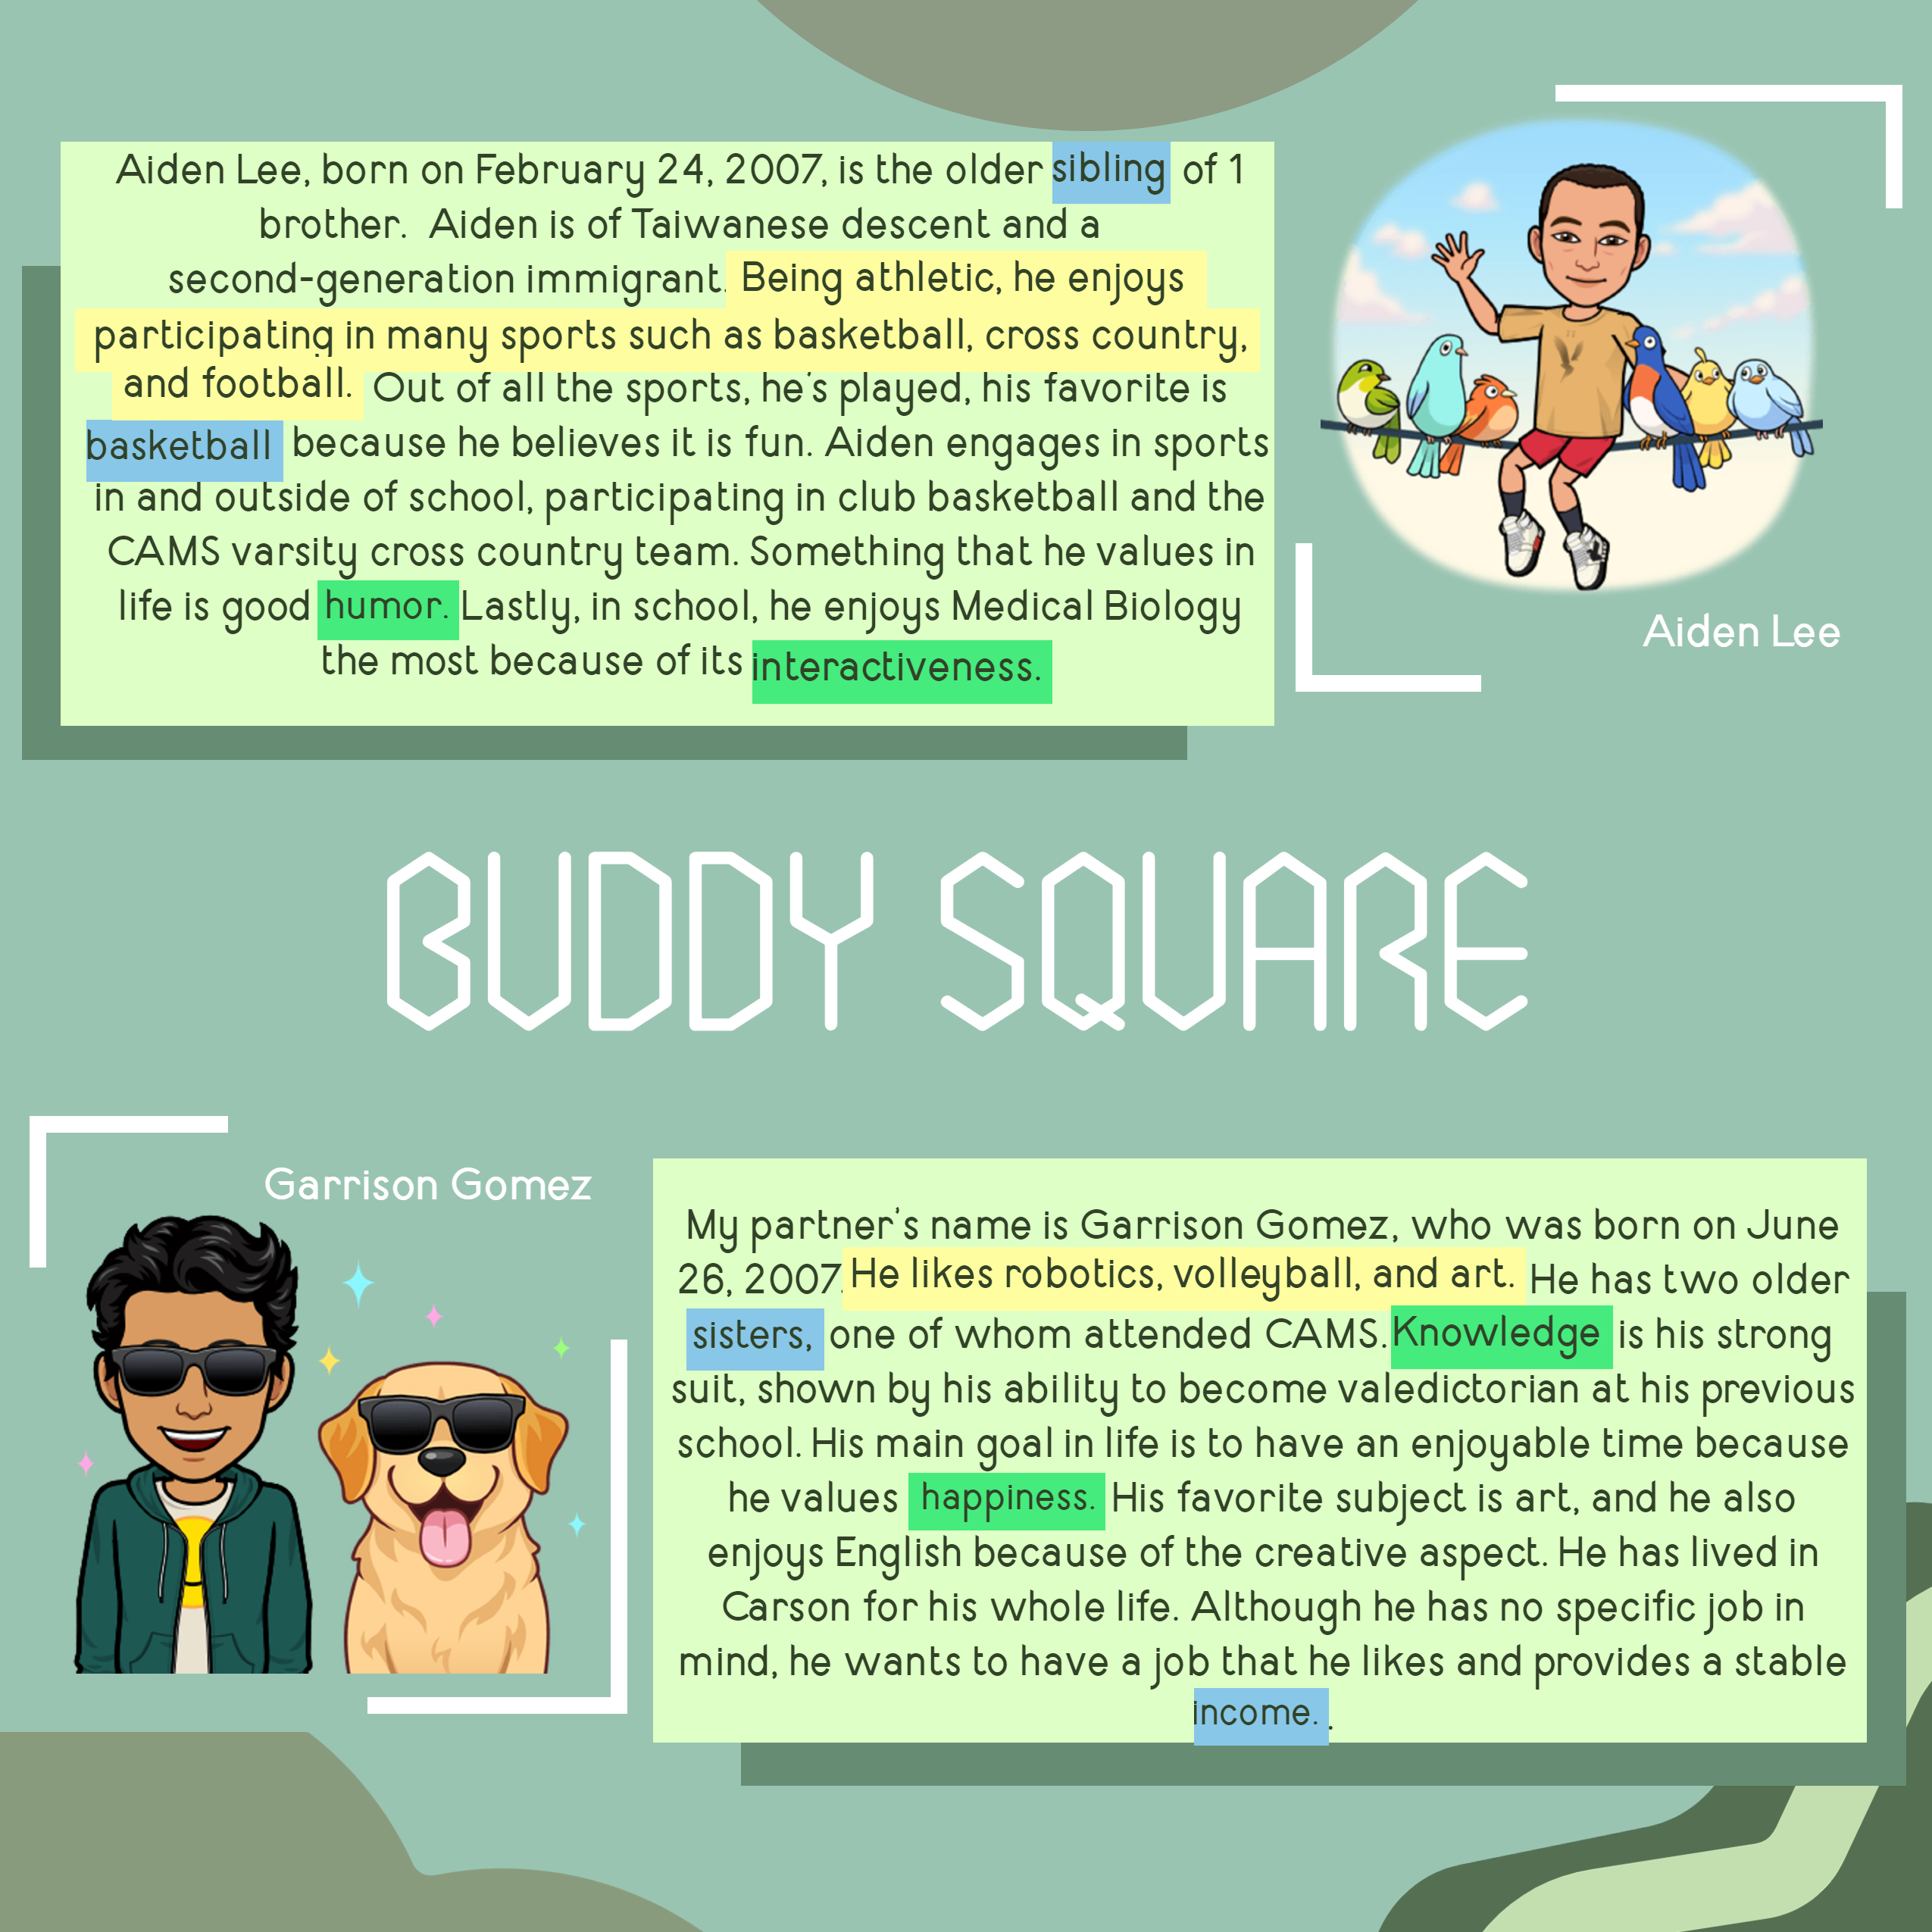 Aiden Lee, born on February 24, 2007, is the older sibling of 1
brother. Aiden is of Taiwanese descent and a
second-generation immigrant. Being athletic, he enjoys
participating in many sports such as basketball, cross country,
and football. Out of all the sports, he's played, his favorite is
basketball because he believes it is fun. Aiden engages in sports
in and outside of school, participating in club basketball and the
CAMS varsity cross country team. Something that he values in
life is good humor. Lastly, in school, he enjoys Medical Biology
the most because of its interactiveness.
Aiden Lee
BUDDY SQUARE
Garrison Gomez
My partner's name is Garrison Gomez, who was born on June
26, 2007. He likes robotics, volleyball, and art. He has two older
sisters, one of whom attended CAMS. Knowledge is his strong
suit, shown by his ability to become valedictorian at his previous
school. His main goal in life is to have an enjoyable time because
he values happiness. His favorite subject is art, and he also
enjoys English because of the creative aspect. He has lived in
Carson for his whole life. Although he has no specific job in
mind, he wants to have a job that he likes and provides a stable
income. .